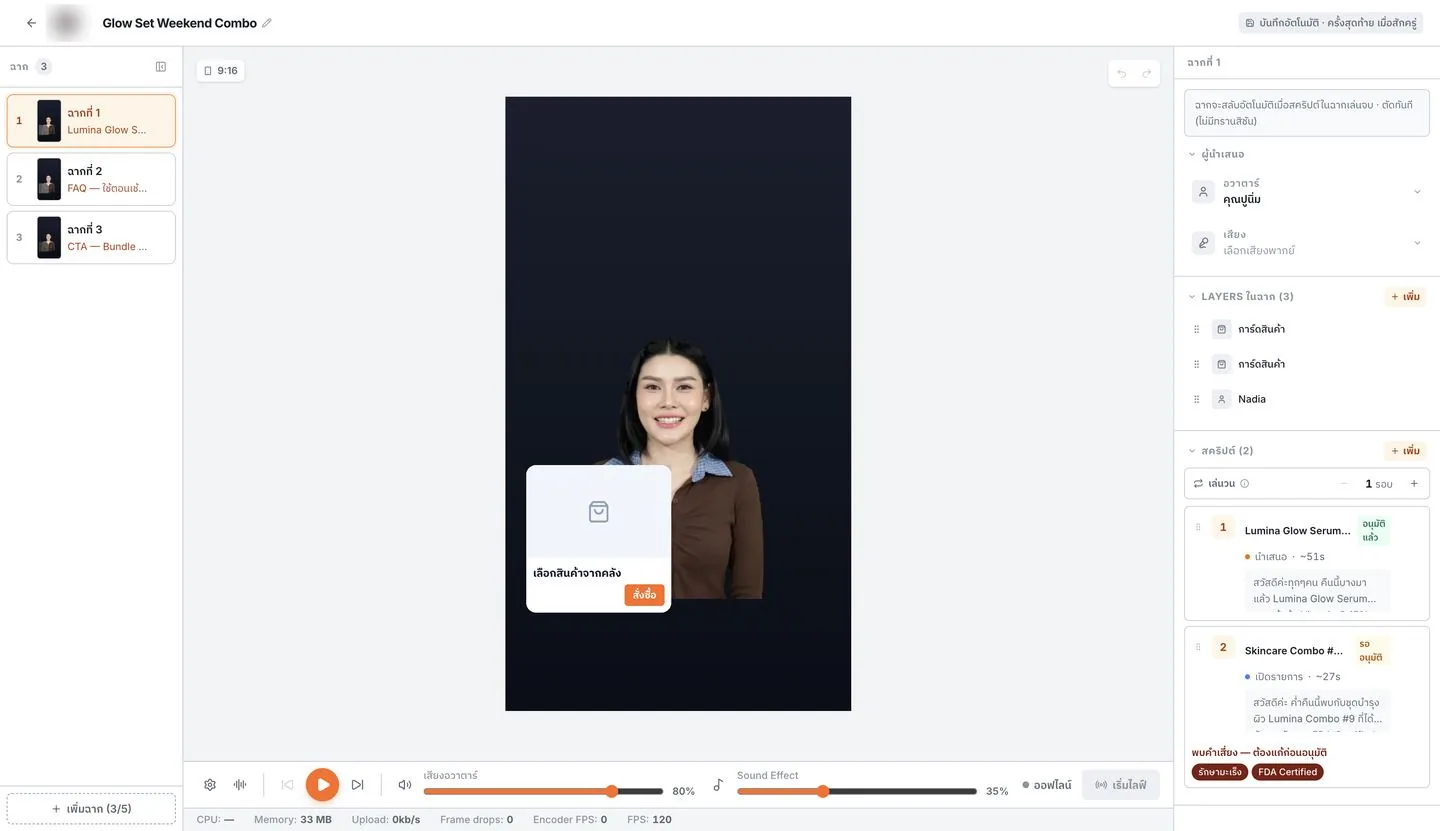 Glow Set Weekend Combo
บันทึกอัตโนมัติ · ครั้งสุดท้าย เมื่อสักครู่
ฉาก 3
1
ฉากที่ 1
Lumina Glow S...
2
ฉากที่ 2
FAQ — ใช้ตอนเช้...
3
ฉากที่ 3
CTA — Bundle ...
+ เพิ่มฉาก (3/5)
9:16
เลือกสินค้าจากคลัง
สั่งซื้อ
เสียงอวาตาร์
80%
Sound Effect
35%
ออฟไลน์
เริ่มไลฟ์
CPU: — Memory: 33 MB Upload: 0kb/s Frame drops: 0 Encoder FPS: 0 FPS: 120
ฉากที่ 1
ฉากจะสลับอัตโนมัติเมื่อสคริปต์ในฉากเล่นจบ · ตัดทันที
(ไม่มีทรานสิชัน)
ผู้นำเสนอ
อวาตาร์
คุณปูนิ่ม
เสียง
เลือกเสียงพากย์
LAYERS ในฉาก (3)
+ เพิ่ม
การ์ดสินค้า
การ์ดสินค้า
Nadia
สคริปต์ (2)
+ เพิ่ม
เล่นวน
− 1 รอบ +
1
Lumina Glow Serum...
อนุมัติ
แล้ว
นำเสนอ · ~51s
สวัสดีค่ะทุกๆคน คืนนี้บางมา
แล้ว Lumina Glow Serum...
2
Skincare Combo #...
รอ
อนุมัติ
เปิดรายการ · ~27s
สวัสดีค่ะ ค่ำคืนนี้พบกับชุดบำรุง
ผิว Lumina Combo #9 ที่ได้...
พบคำเสี่ยง — ต้องแก้ก่อนอนุมัติ
รักษามะเร็ง
FDA Certified